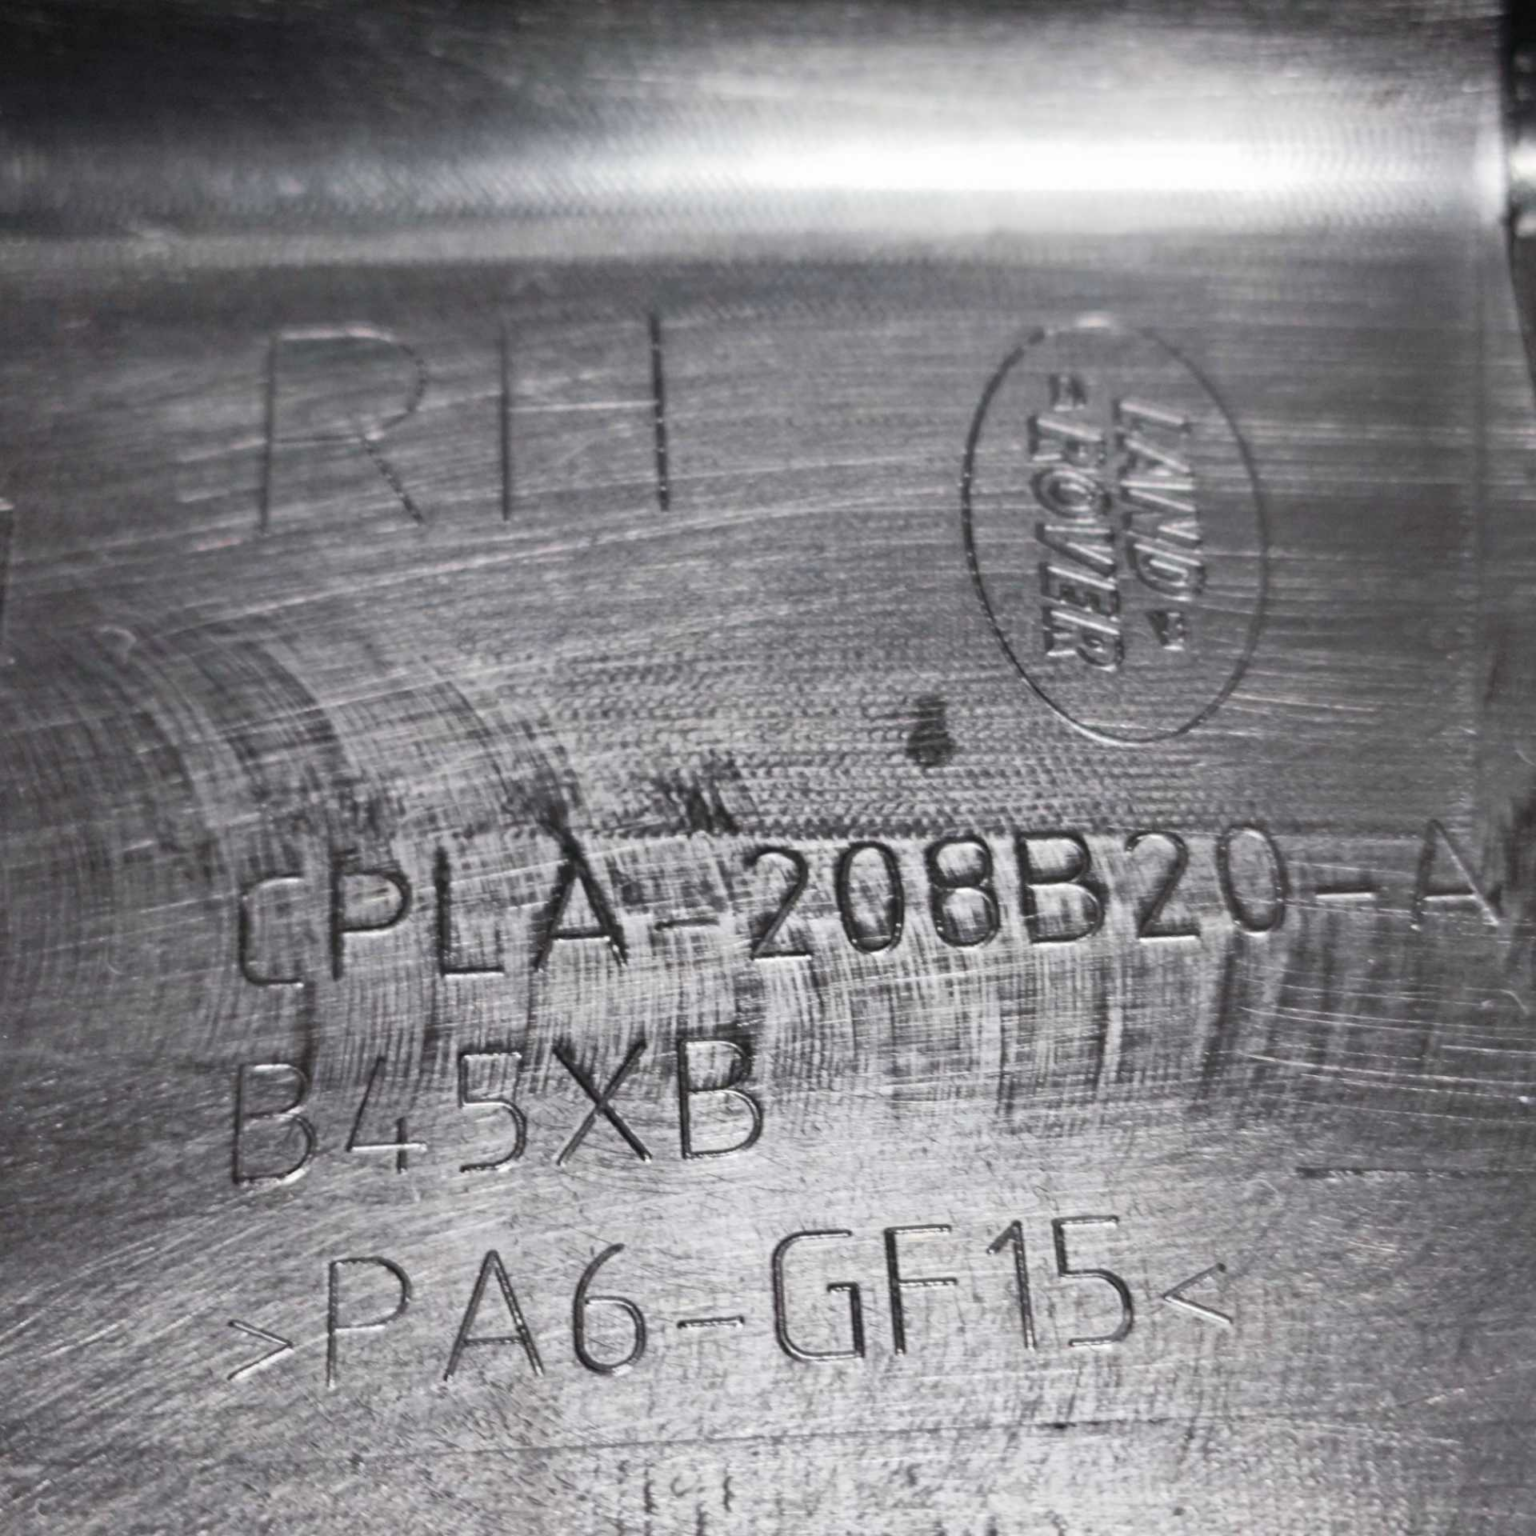 RH
LAND
ROVER
CPLA-208B20-A
B45XB
>PA6-GF15<